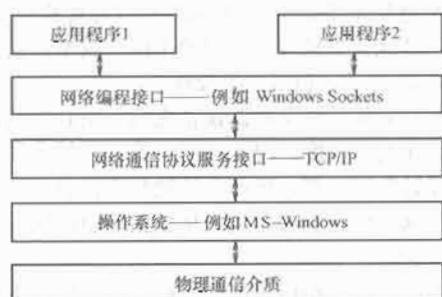 应用程序1
应用程序2
网络编程接口——例如 Windows Sockets
网络通信协议服务接口——TCP/IP
操作系统——例如MS-Windows
物理通信介质